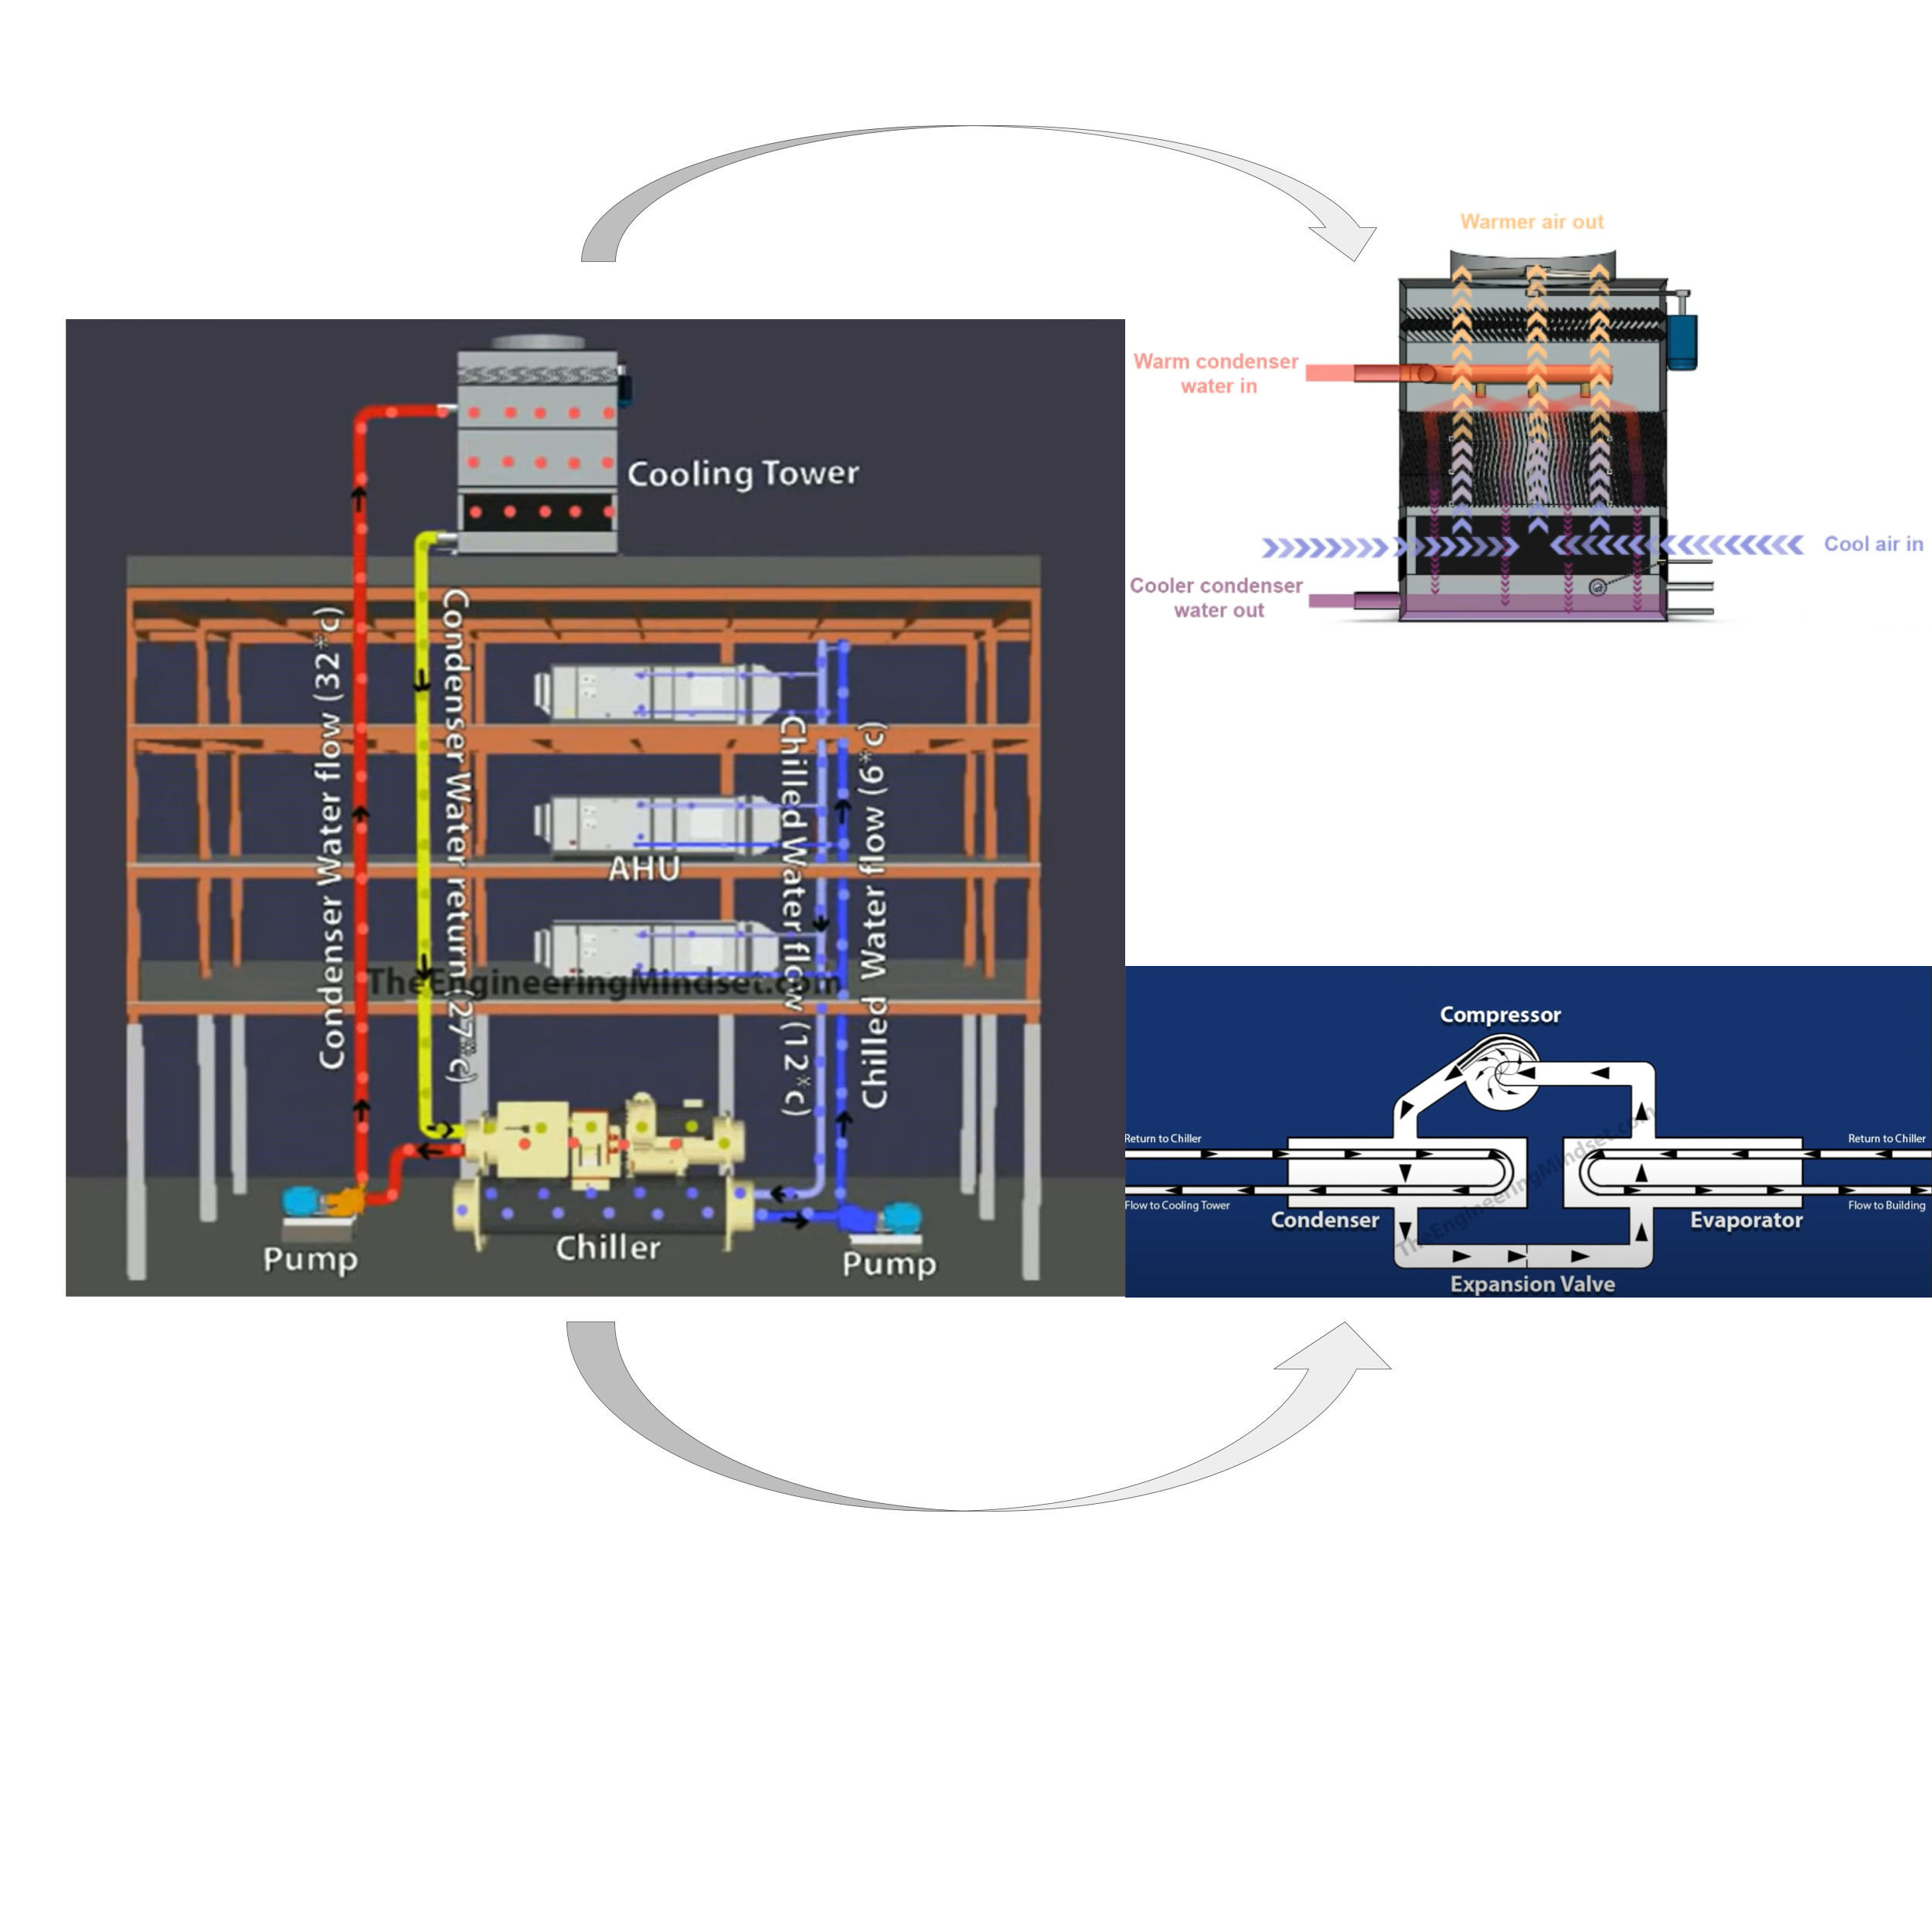 Warmer air out
Warm condenser
water in
Cool air in
Cooler condenser
water out
Cooling Tower
Condenser Water flow (32°c)
Condenser Water return (27°c)
Chilled Water flow (12°c)
Chilled Water flow (6°c)
AHU
TheEngineeringMindset.com
Pump
Chiller
Pump
Compressor
Return to Chiller
Return to Chiller
Flow to Cooling Tower
Flow to Building
Condenser
Evaporator
TheEngineeringMindset.com
Expansion Valve